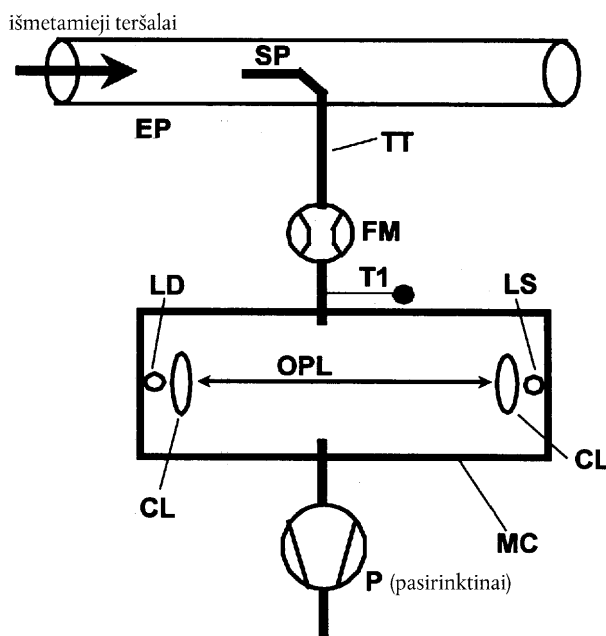 išmetamieji teršalai
SP
EP
TT
FM
T1
LD
LS
OPL
CL
CL
MC
P (pasirinktinai)